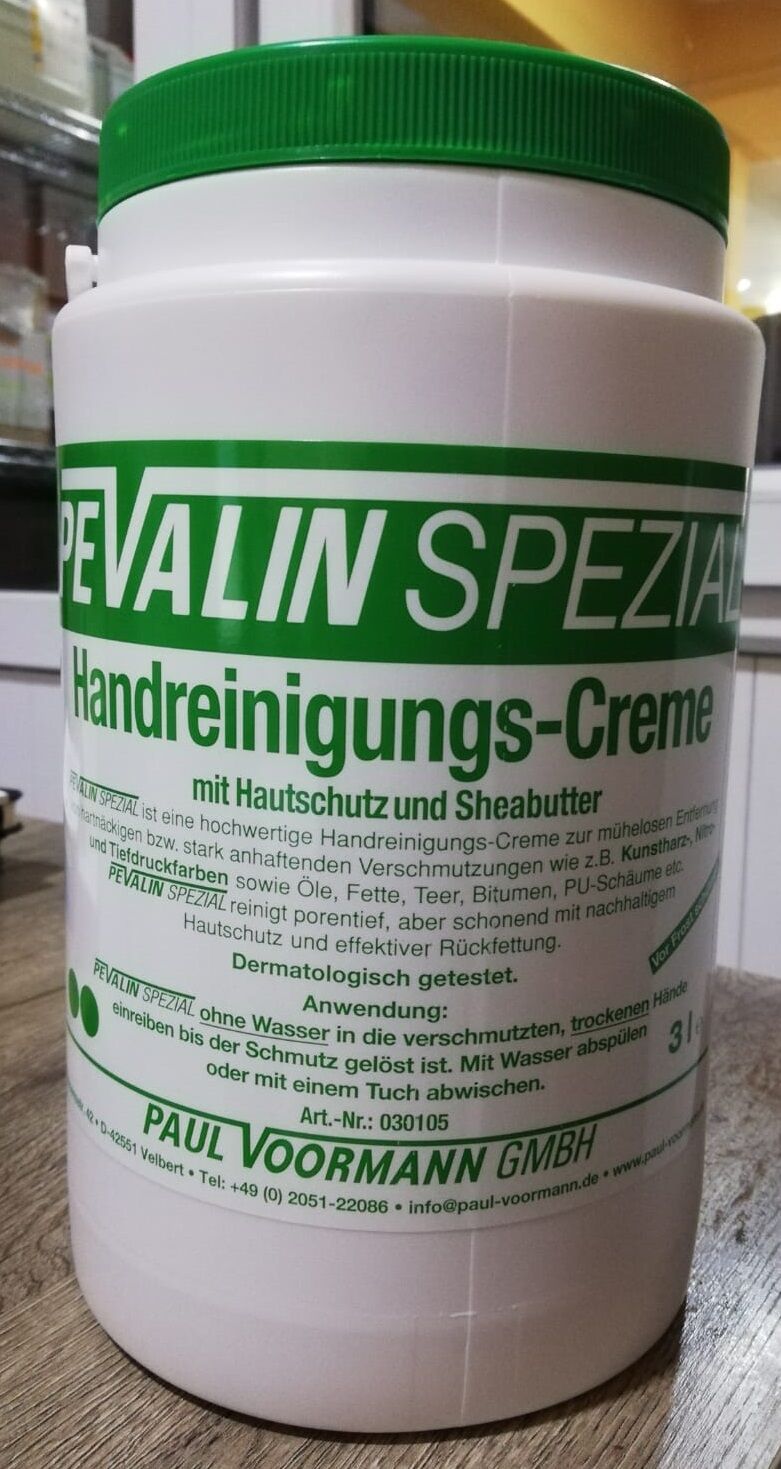 PEVALIN SPEZIAL
Handreinigungs-Creme
mit Hautschutz und Sheabutter
PEVALIN SPEZIAL ist eine hochwertige Handreinigungs-Creme zur mühelosen Entfernung
hartnäckigen bzw. stark anhaftenden Verschmutzungen wie z.B. Kunstharz-, Nitro-
und Tiefdruckfarben sowie Öle, Fette, Teer, Bitumen, PU-Schäume etc.
PEVALIN SPEZIAL reinigt porentief, aber schonend mit nachhaltigem
Hautschutz und effektiver Rückfettung.
Vor Frost
Dermatologisch getestet.
Anwendung:
PEVALIN SPEZIAL ohne Wasser in die verschmutzten, trockenen Hände
einreiben bis der Schmutz gelöst ist. Mit Wasser abspülen
oder mit einem Tuch abwischen.
3 l
Art.-Nr.: 030105
PAUL VOORMANN GMBH
42 • D-42551 Velbert • Tel: +49 (0) 2051-22086 • info@paul-voormann.de • www.paul-voorm